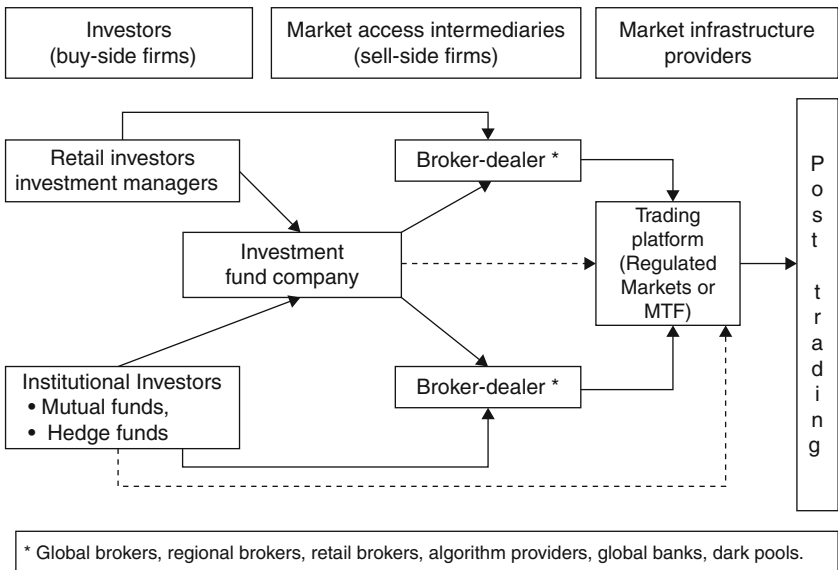 Investors
(buy-side firms)
Market access intermediaries
(sell-side firms)
Market infrastructure
providers
Retail investors
investment managers
Broker-dealer *
Investment
fund company
Trading
platform
(Regulated
Markets or
MTF)
Post trading
Institutional Investors
• Mutual funds,
• Hedge funds
Broker-dealer *
* Global brokers, regional brokers, retail brokers, algorithm providers, global banks, dark pools.